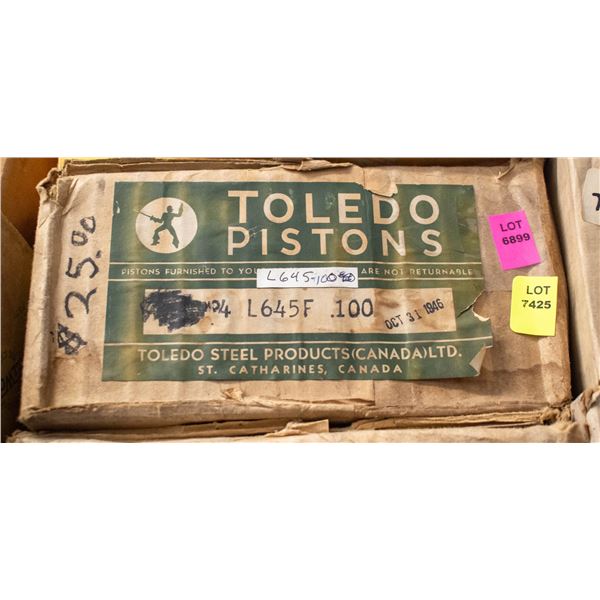 $25.00
TOLEDO
PISTONS
PISTONS FURNISHED TO YOU ARE NOT RETURNABLE
L645-100
L645F .100
OCT 31 1946
TOLEDO STEEL PRODUCTS(CANADA)LTD.
ST. CATHARINES, CANADA
LOT
6899
LOT
7425